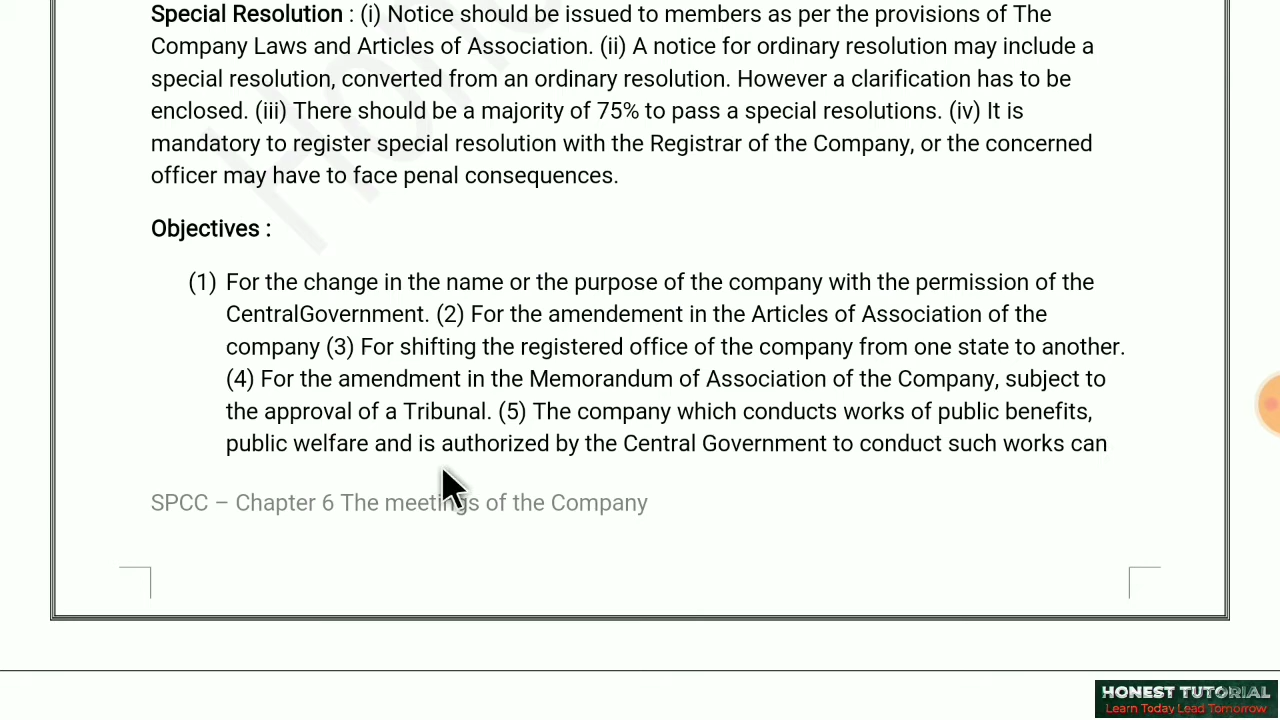 Special Resolution : (i) Notice should be issued to members as per the provisions of The
Company Laws and Articles of Association. (ii) A notice for ordinary resolution may include a
special resolution, converted from an ordinary resolution. However a clarification has to be
enclosed. (iii) There should be a majority of 75% to pass a special resolutions. (iv) It is
mandatory to register special resolution with the Registrar of the Company, or the concerned
officer may have to face penal consequences.
Objectives :
(1) For the change in the name or the purpose of the company with the permission of the
CentralGovernment. (2) For the amendement in the Articles of Association of the
company (3) For shifting the registered office of the company from one state to another.
(4) For the amendment in the Memorandum of Association of the Company, subject to
the approval of a Tribunal. (5) The company which conducts works of public benefits,
public welfare and is authorized by the Central Government to conduct such works can
SPCC – Chapter 6 The meetings of the Company
HONEST TUTORIAL
Learn Today Lead Tomorrow